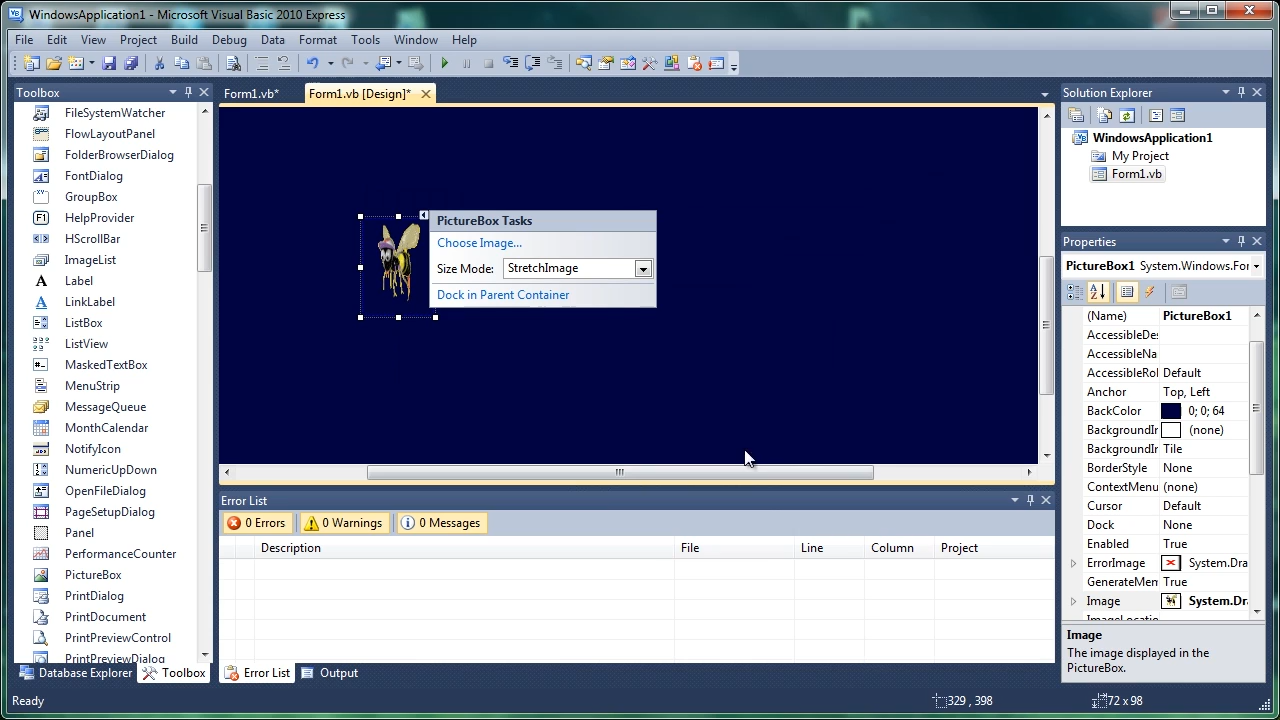 WindowsApplication1 - Microsoft Visual Basic 2010 Express
File Edit View Project Build Debug Data Format Tools Window Help
Toolbox
FileSystemWatcher
FlowLayoutPanel
FolderBrowserDialog
FontDialog
GroupBox
HelpProvider
HScrollBar
ImageList
Label
LinkLabel
ListBox
ListView
MaskedTextBox
MenuStrip
MessageQueue
MonthCalendar
NotifyIcon
NumericUpDown
OpenFileDialog
PageSetupDialog
Panel
PerformanceCounter
PictureBox
PrintDialog
PrintDocument
PrintPreviewControl
PrintPreviewDialog
Database Explorer Toolbox
Form1.vb* Form1.vb [Design]*
PictureBox Tasks
Choose Image...
Size Mode: StretchImage
Dock in Parent Container
Error List
0 Errors 0 Warnings 0 Messages
Description File Line Column Project
Error List Output
Solution Explorer
WindowsApplication1
My Project
Form1.vb
Properties
PictureBox1 System.Windows.For
(Name) PictureBox1
AccessibleDes
AccessibleNa
AccessibleRol Default
Anchor Top, Left
BackColor 0; 0; 64
BackgroundIn (none)
BackgroundIn Tile
BorderStyle None
ContextMenu (none)
Cursor Default
Dock None
Enabled True
ErrorImage System.Dra
GenerateMem True
Image System.Dra
ImageLocatio
Image
The image displayed in the
PictureBox.
Ready 329 , 398 72 x 98